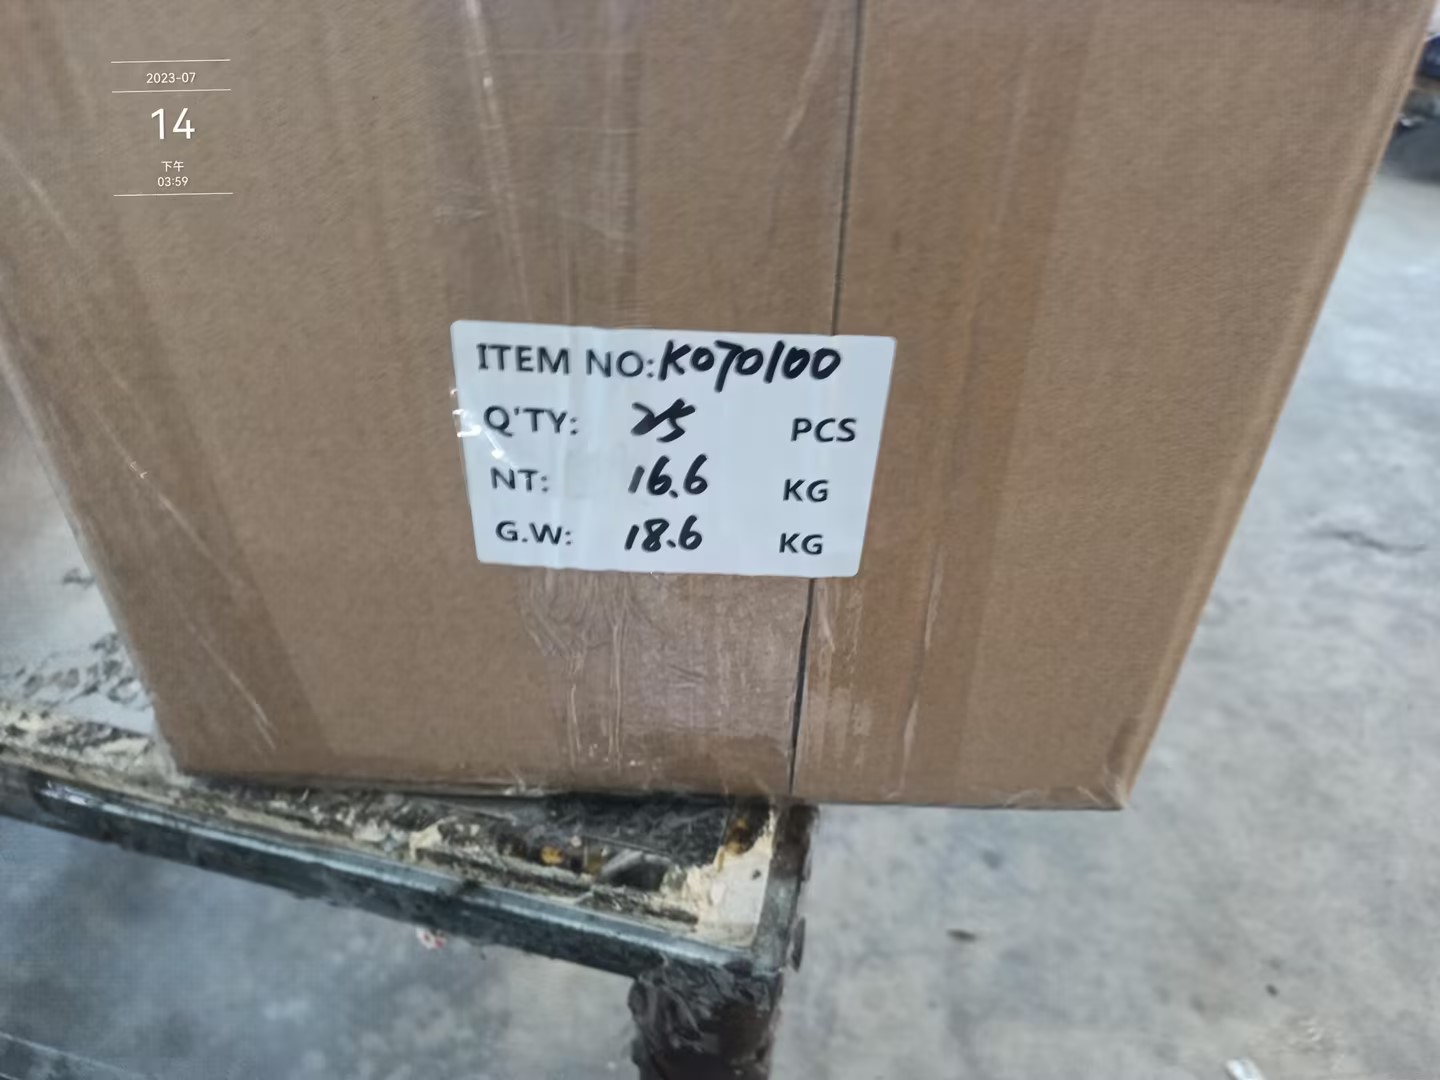 2023-07
14
下午
03:59
ITEM NO:K070100
Q'TY: 25 PCS
NT: 16.6 KG
G.W: 18.6 KG